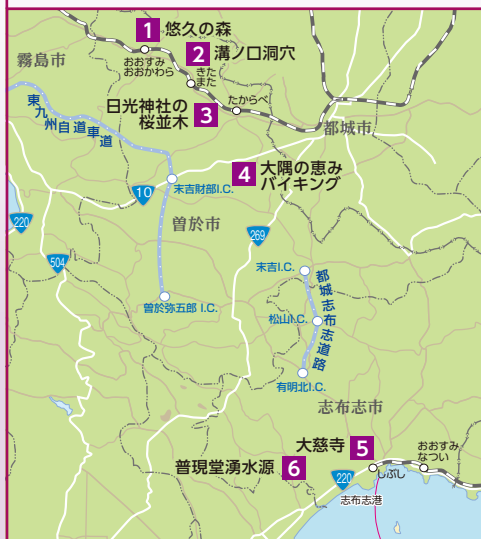 1 悠久の森
霧島市
おおすみ
おおかわら
2 溝ノ口洞穴
きた
また
日光神社の
桜並木
3
たからべ
東九州自動車道
都城市
4 大隅の恵み
バイキング
末吉財部I.C.
10
220
曽於市
269
504
末吉I.C.
都城志布志道路
曽於弥五郎 I.C.
松山I.C.
有明北I.C.
志布志市
大慈寺 5
おおすみ
なつい
普現堂湧水源 6
220
しぶし
志布志港